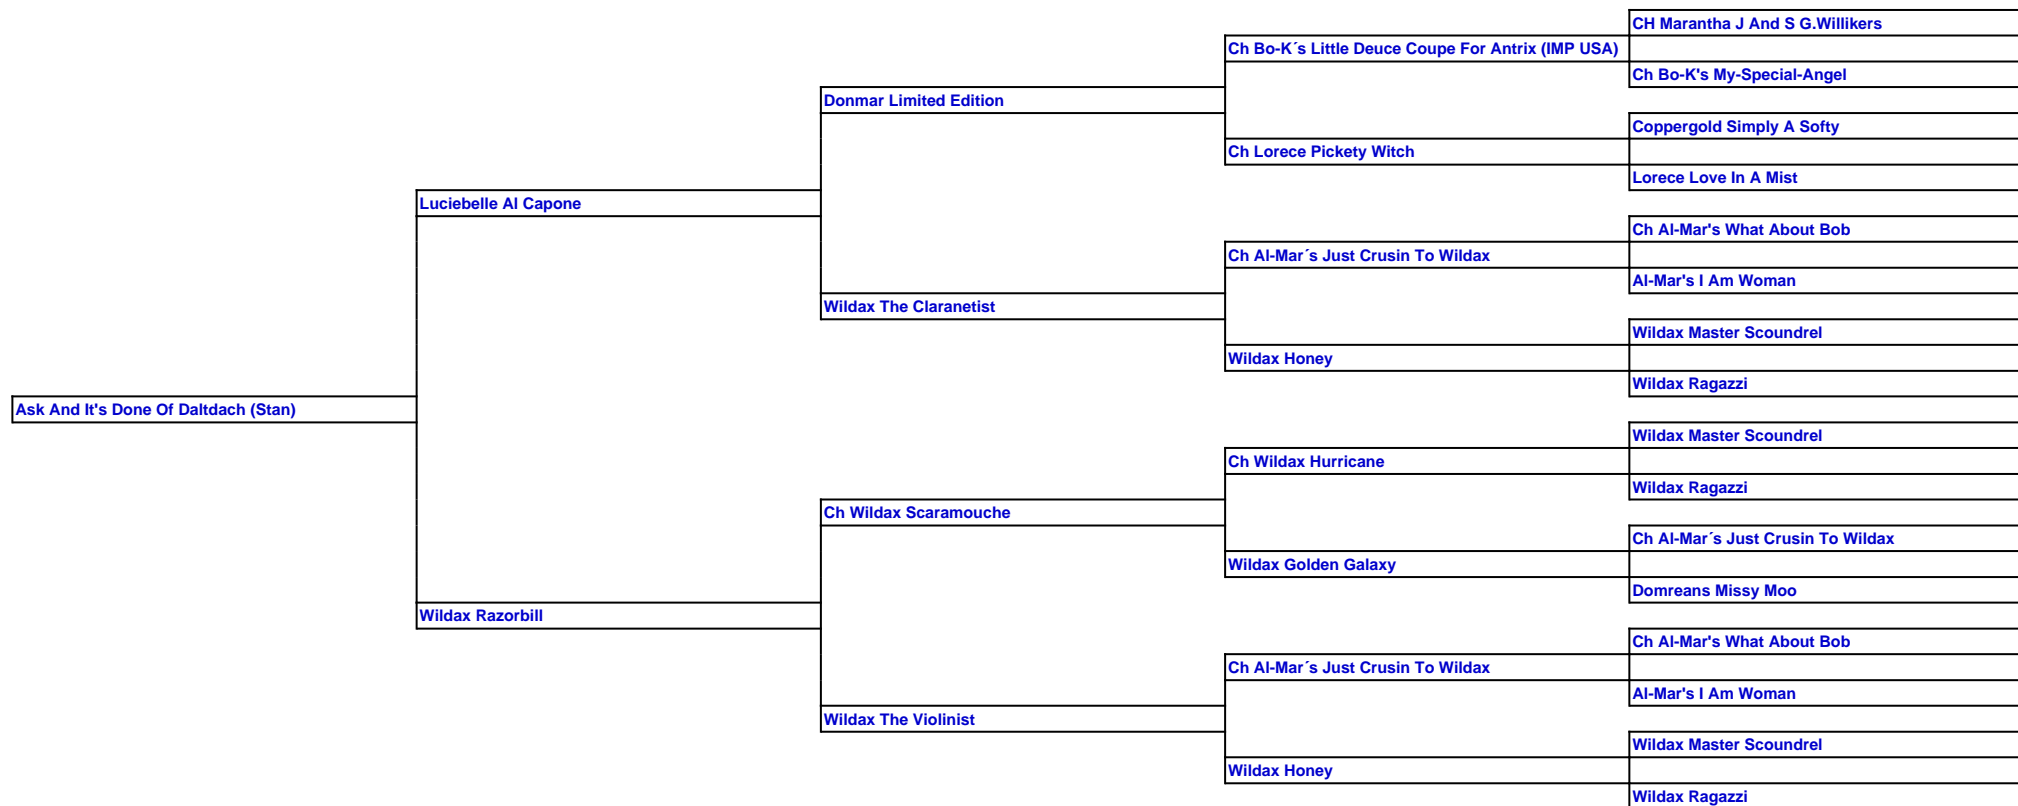 CH Marantha J And S G.Willikers
Ch Bo-K´s Little Deuce Coupe For Antrix (IMP USA)
Ch Bo-K's My-Special-Angel
Donmar Limited Edition
Coppergold Simply A Softy
Ch Lorece Pickety Witch
Lorece Love In A Mist
Luciebelle Al Capone
Ch Al-Mar's What About Bob
Ch Al-Mar´s Just Crusin To Wildax
Al-Mar's I Am Woman
Wildax The Claranetist
Wildax Master Scoundrel
Wildax Honey
Wildax Ragazzi
Ask And It's Done Of Daltdach (Stan)
Wildax Master Scoundrel
Ch Wildax Hurricane
Wildax Ragazzi
Ch Wildax Scaramouche
Ch Al-Mar´s Just Crusin To Wildax
Wildax Golden Galaxy
Domreans Missy Moo
Wildax Razorbill
Ch Al-Mar's What About Bob
Ch Al-Mar´s Just Crusin To Wildax
Al-Mar's I Am Woman
Wildax The Violinist
Wildax Master Scoundrel
Wildax Honey
Wildax Ragazzi